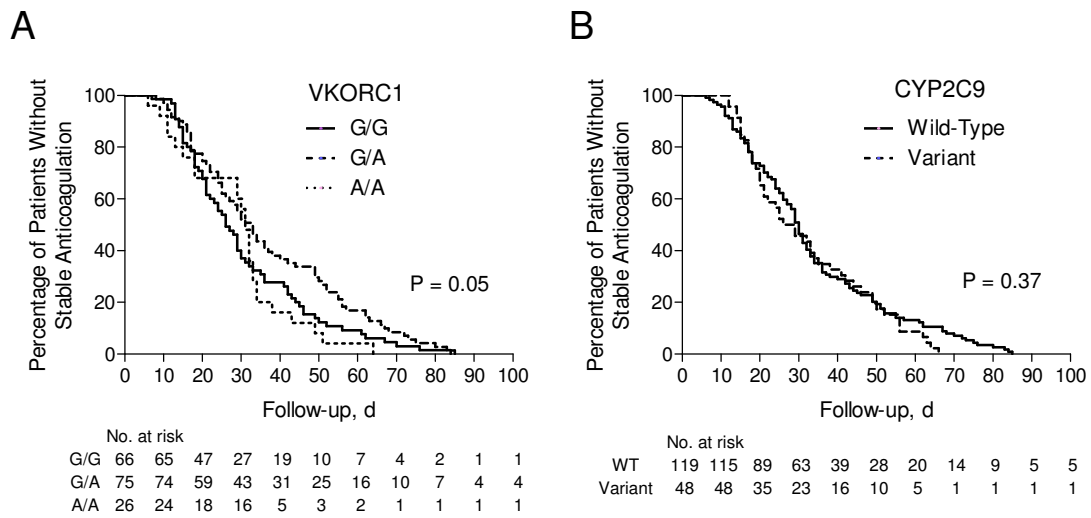 A
VKORC1
G/G
G/A
A/A
P = 0.05
Percentage of Patients Without
Stable Anticoagulation
100
80
60
40
20
0
0 10 20 30 40 50 60 70 80 90 100
Follow-up, d
No. at risk
G/G 66 65 47 27 19 10 7 4 2 1 1
G/A 75 74 59 43 31 25 16 10 7 4 4
A/A 26 24 18 16 5 3 2 1 1 1 1
B
CYP2C9
Wild-Type
Variant
P = 0.37
Percentage of Patients Without
Stable Anticoagulation
100
80
60
40
20
0
0 10 20 30 40 50 60 70 80 90 100
Follow-up, d
No. at risk
WT 119 115 89 63 39 28 20 14 9 5 5
Variant 48 48 35 23 16 10 5 1 1 1 1